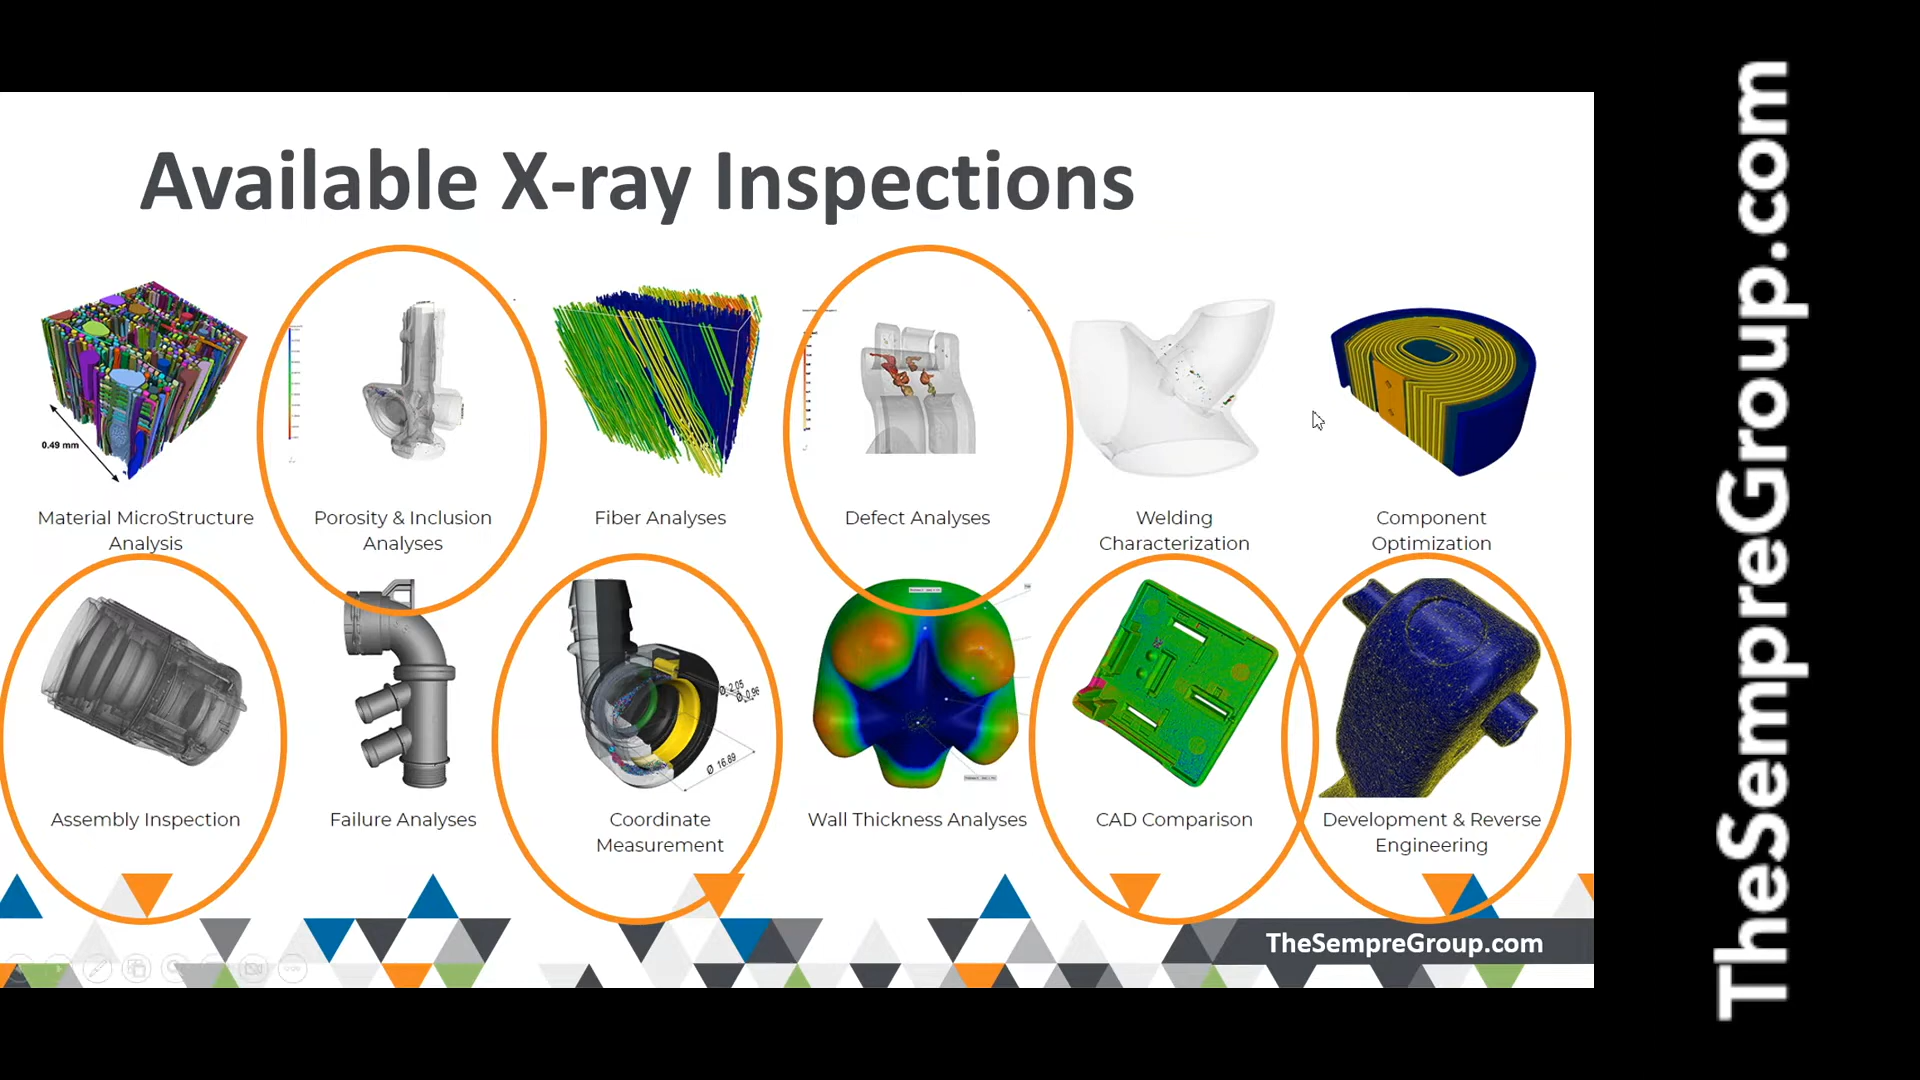 Available X-ray Inspections
0.49 mm
Material MicroStructure
Analysis
Porosity & Inclusion
Analyses
Fiber Analyses
Defect Analyses
Welding
Characterization
Component
Optimization
Ø 2.05
Ø 0.96
Ø 16.89
Assembly Inspection
Failure Analyses
Coordinate
Measurement
Wall Thickness Analyses
CAD Comparison
Development & Reverse
Engineering
TheSempreGroup.com
TheSempreGroup.com